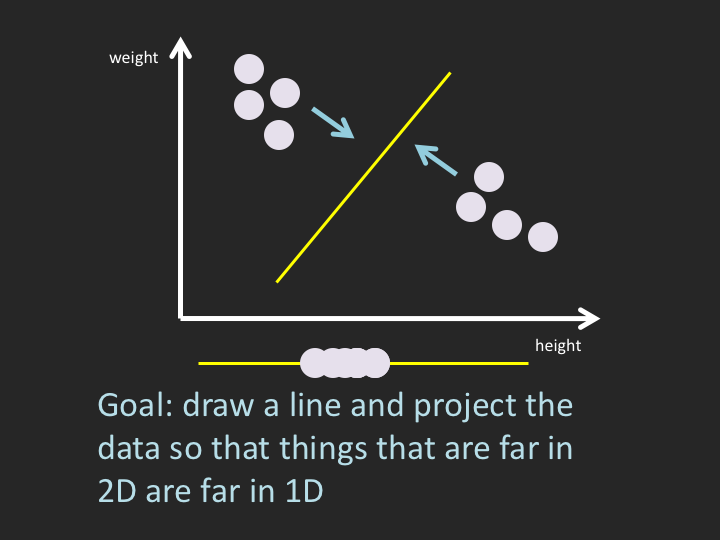 weight
height
Goal: draw a line and project the
data so that things that are far in
2D are far in 1D